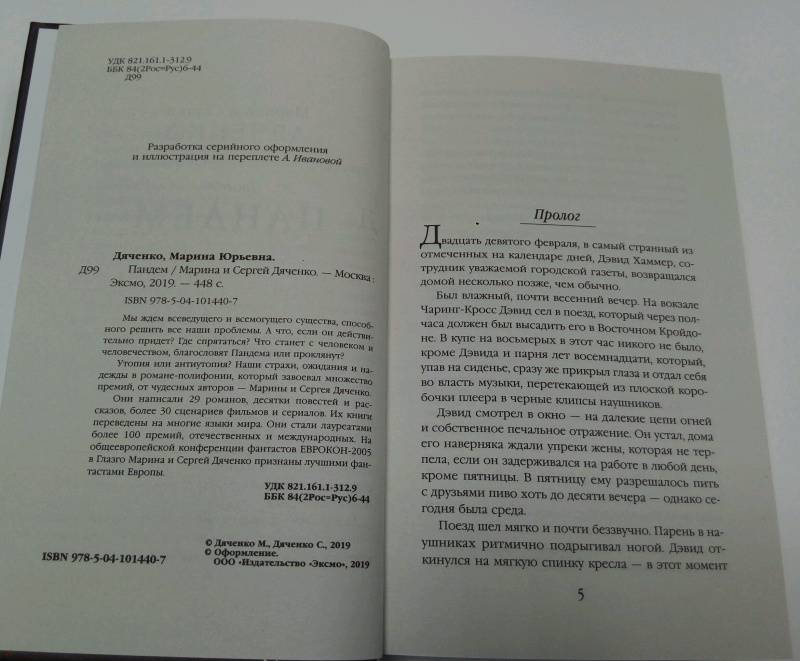 УДК 821.161.1-312.9
ББК 84(2Рос=Рус)6-44
Д99
Разработка серийного оформления
и иллюстрация на переплете А. Ивановой
Дяченко, Марина Юрьевна.
Д99 Пандем / Марина и Сергей Дяченко. — Москва :
Эксмо, 2019. — 448 с.
ISBN 978-5-04-101440-7
Мы ждем всеведущего и всемогущего существа, способ-
ного решить все наши проблемы. А что, если он действи-
тельно придет? Где спрятаться? Что станет с человеком и
человечеством, благословят Пандема или проклянут?
Утопия или антиутопия? Наши страхи, ожидания и на-
дежды в романе-полифонии, который завоевал множество
премий, от чудесных авторов — Марины и Сергея Дяченко.
Они написали 29 романов, десятки повестей и рас-
сказов, более 30 сценариев фильмов и сериалов. Их книги
переведены на многие языки мира. Они стали лауреатами
более 100 премий, отечественных и международных. На
общеевропейской конференции фантастов ЕВРОКОН-2005
в Глазго Марина и Сергей Дяченко признаны лучшими фан-
тастами Европы.
УДК 821.161.1-312.9
ББК 84(2Рос=Рус)6-44
© Дяченко М., Дяченко С., 2019
© Оформление.
ISBN 978-5-04-101440-7 ООО «Издательство «Эксмо», 2019
Пролог
Двадцать девятого февраля, в самый странный из
отмеченных на календаре дней, Дэвид Хаммер, со-
трудник уважаемой городской газеты, возвращался
домой несколько позже, чем обычно.
Был влажный, почти весенний вечер. На вокзале
Чаринг-Кросс Дэвид сел в поезд, который через пол-
часа должен был высадить его в Восточном Кройдо-
не. В купе на восьмерых в этот час никого не было,
кроме Дэвида и парня лет восемнадцати, который,
упав на сиденье, сразу же прикрыл глаза и отдал себя
во власть музыки, перетекающей из плоской коро-
бочки плеера в черные клипсы наушников.
Дэвид смотрел в окно — на далекие цепи огней
и собственное печальное отражение. Он устал, дома
его наверняка ждали упреки жены, которая не тер-
пела, если он задерживался на работе в любой день,
кроме пятницы. В пятницу ему разрешалось пить
с друзьями пиво хоть до десяти вечера — однако се-
годня была среда.
Поезд шел мягко и почти беззвучно. Парень в на-
ушниках ритмично подрыгивал ногой. Дэвид от-
кинулся на мягкую спинку кресла — в этот момент
5